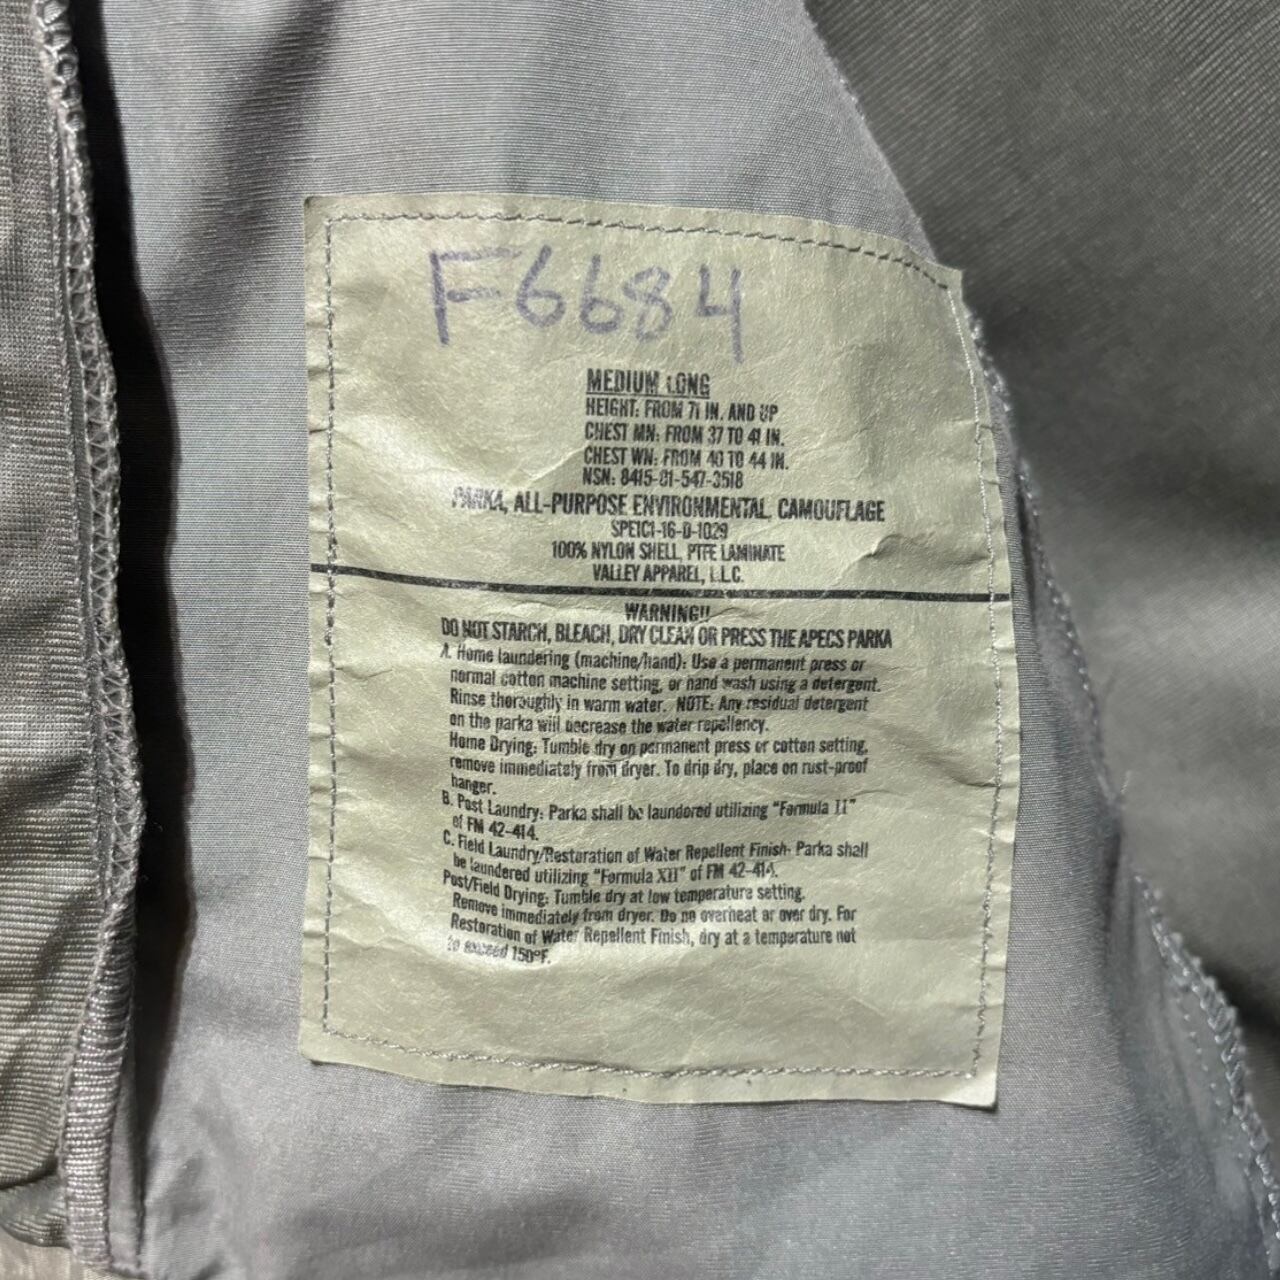 F6684
MEDIUM LONG
HEIGHT: FROM 71 IN. AND UP
CHEST MN: FROM 37 TO 41 IN.
CHEST WN: FROM 40 TO 44 IN.
NSN: 8415-01-547-3518
PARKA, ALL-PURPOSE ENVIRONMENTAL CAMOUFLAGE
SPE1C1-16-D-1029
100% NYLON SHELL, PTFE LAMINATE
VALLEY APPAREL, L.L.C.
WARNING!!
DO NOT STARCH, BLEACH, DRY CLEAN OR PRESS THE APECS PARKA
A. Home laundering (machine/hand): Use a permanent press or
normal cotton machine setting, or hand wash using a detergent.
Rinse thoroughly in warm water. NOTE: Any residual detergent
on the parka will decrease the water repellency.
Home Drying: Tumble dry on permanent press or cotton setting,
remove immediately from dryer. To drip dry, place on rust-proof
hanger.
B. Post Laundry: Parka shall be laundered utilizing "Formula II"
of FM 42-414.
C. Field Laundry/Restoration of Water Repellent Finish- Parka shall
be laundered utilizing "Formula XII" of FM 42-414.
Post/Field Drying: Tumble dry at low temperature setting.
Remove immediately from dryer. Do no overheat or over dry. For
Restoration of Water Repellent Finish, dry at a temperature not
to exceed 150°F.